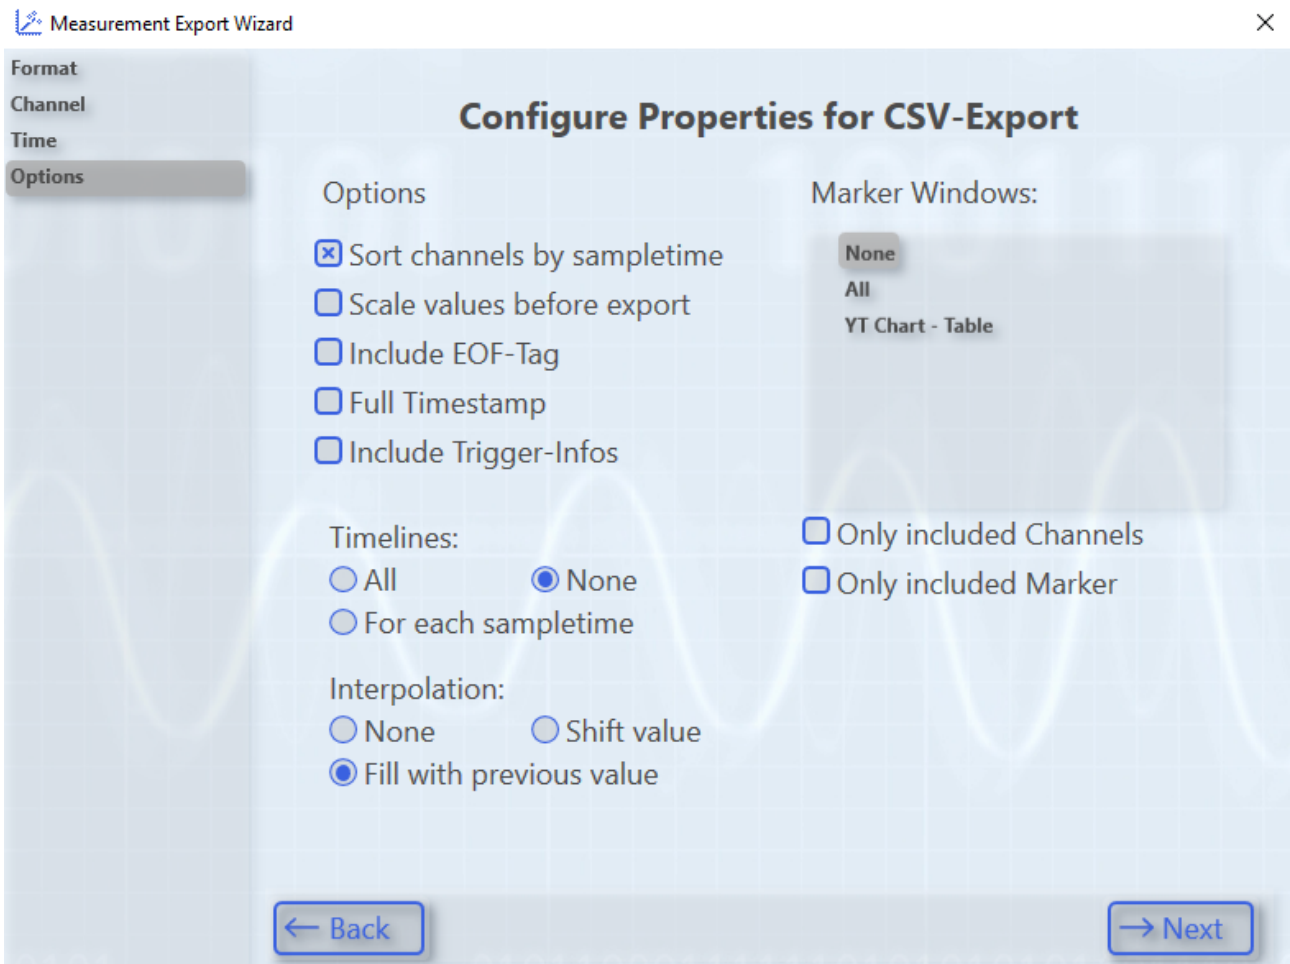 Measurement Export Wizard
Format
Channel
Time
Options
Configure Properties for CSV-Export
Options
Sort channels by sampletime
Scale values before export
Include EOF-Tag
Full Timestamp
Include Trigger-Infos
Timelines:
All
None
For each sampletime
Interpolation:
None
Shift value
Fill with previous value
Marker Windows:
None
All
YT Chart - Table
Only included Channels
Only included Marker
Back
Next